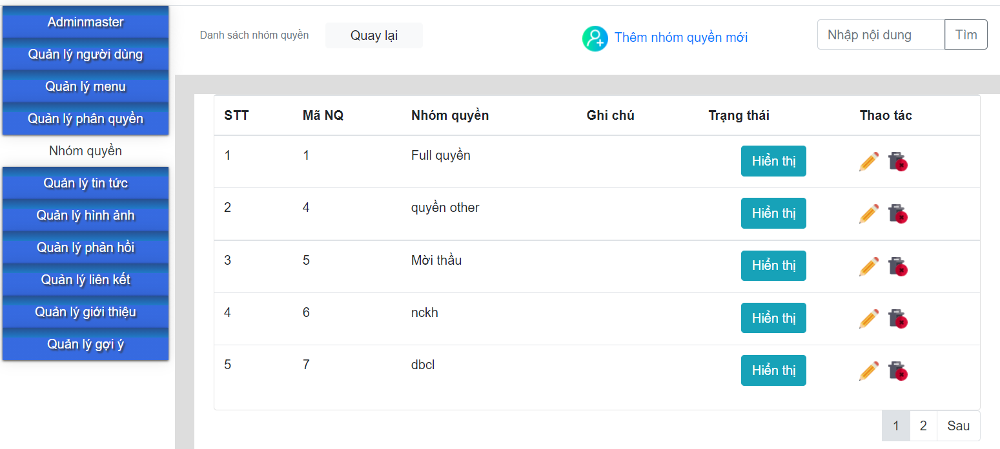 Adminmaster
Quản lý người dùng
Quản lý menu
Quản lý phân quyền
Nhóm quyền
Quản lý tin tức
Quản lý hình ảnh
Quản lý phản hồi
Quản lý liên kết
Quản lý giới thiệu
Quản lý gợi ý
Danh sách nhóm quyền Quay lại Thêm nhóm quyền mới Nhập nội dung Tìm
STT Mã NQ Nhóm quyền Ghi chú Trạng thái Thao tác
1 1 Full quyền Hiển thị
2 4 quyền other Hiển thị
3 5 Mời thầu Hiển thị
4 6 nckh Hiển thị
5 7 dbcl Hiển thị
1 2 Sau